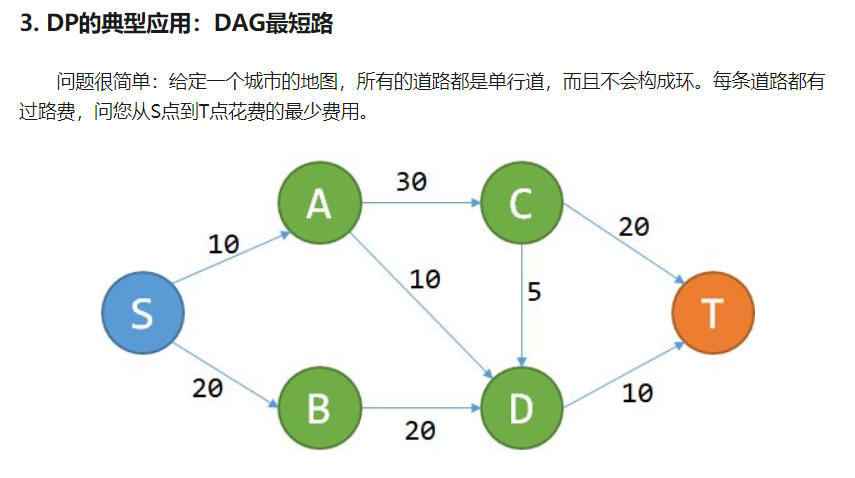 3. DP的典型应用：DAG最短路
问题很简单：给定一个城市的地图，所有的道路都是单行道，而且不会构成环。每条道路都有
过路费，问您从S点到T点花费的最少费用。
30
A
C
20
10
10
5
S
T
20
10
B
D
20